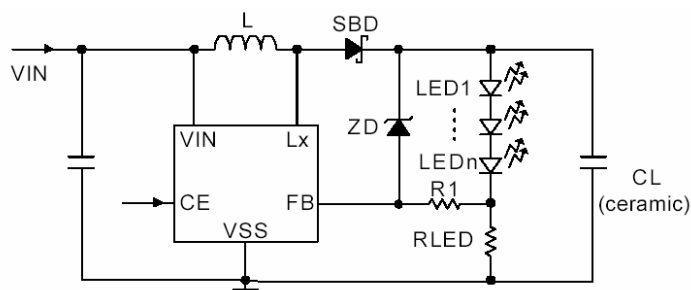 L
SBD
VIN
LED1
ZD
VIN
Lx
LEDn
R1
CL
(ceramic)
CE
FB
VSS
RLED